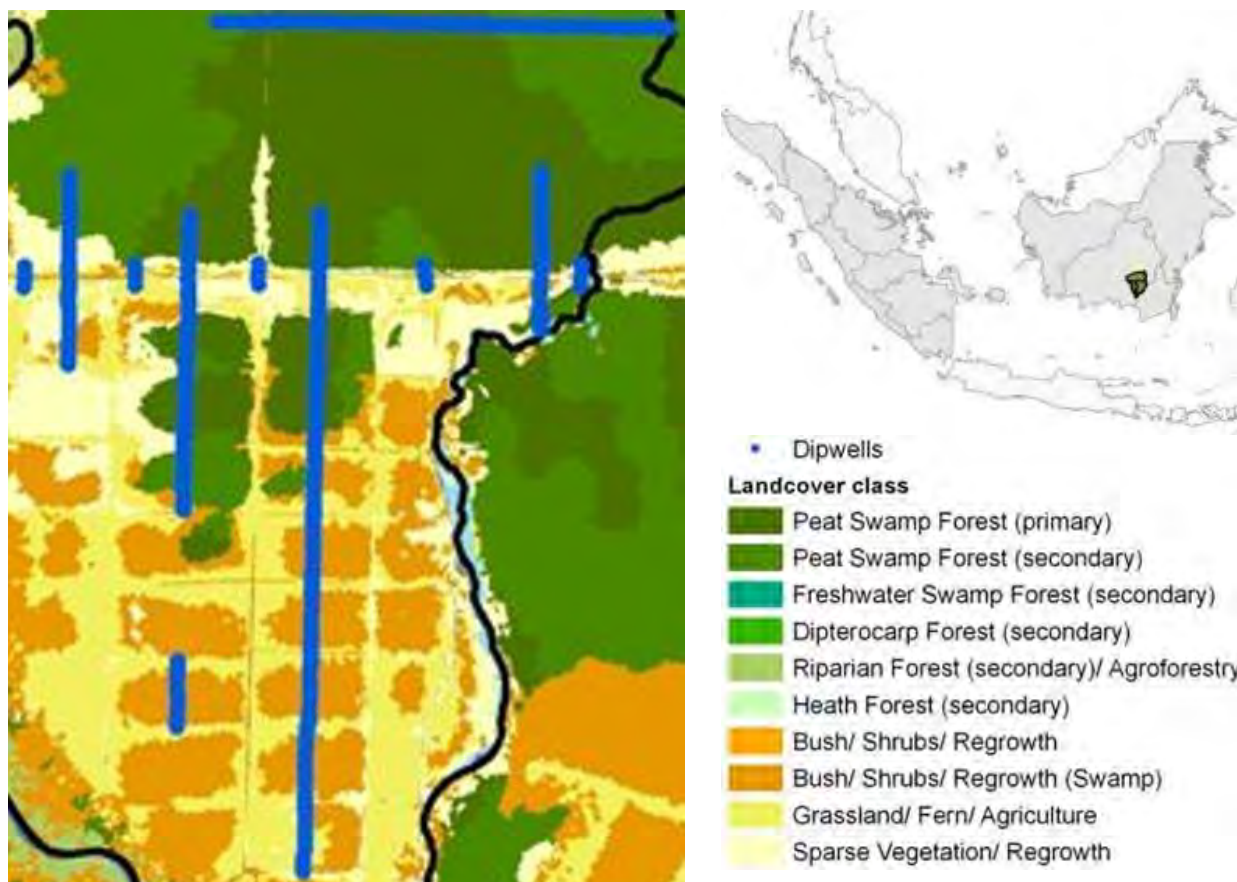 Dipwells
Landcover class
Peat Swamp Forest (primary)
Peat Swamp Forest (secondary)
Freshwater Swamp Forest (secondary)
Dipterocarp Forest (secondary)
Riparian Forest (secondary)/ Agroforestry
Heath Forest (secondary)
Bush/ Shrubs/ Regrowth
Bush/ Shrubs/ Regrowth (Swamp)
Grassland/ Fern/ Agriculture
Sparse Vegetation/ Regrowth